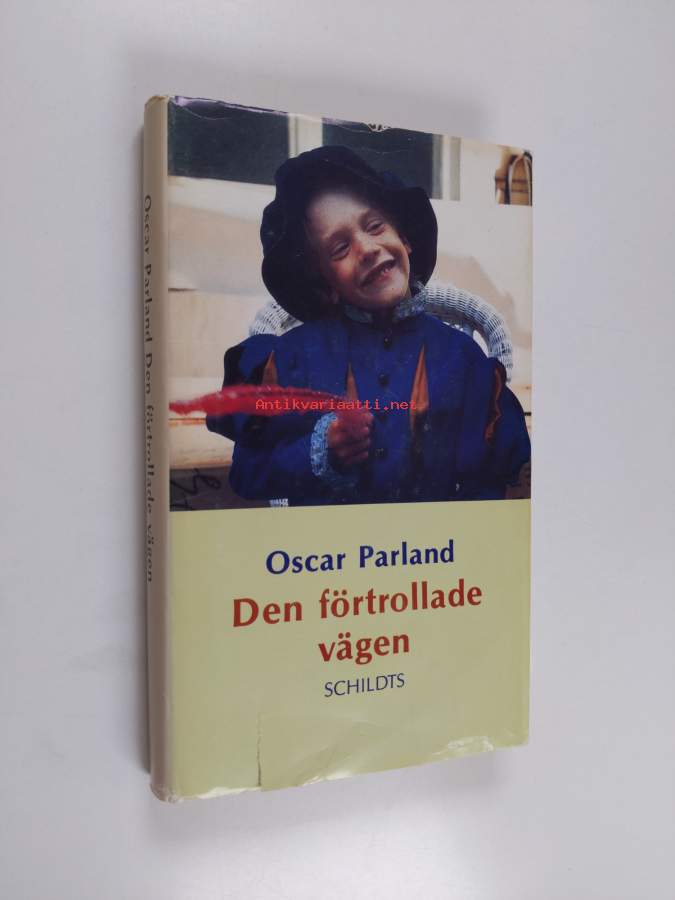 Oscar Parland Den förtrollade vägen
Antikvariaatti.net
Oscar Parland
Den förtrollade
vägen
SCHILDTS